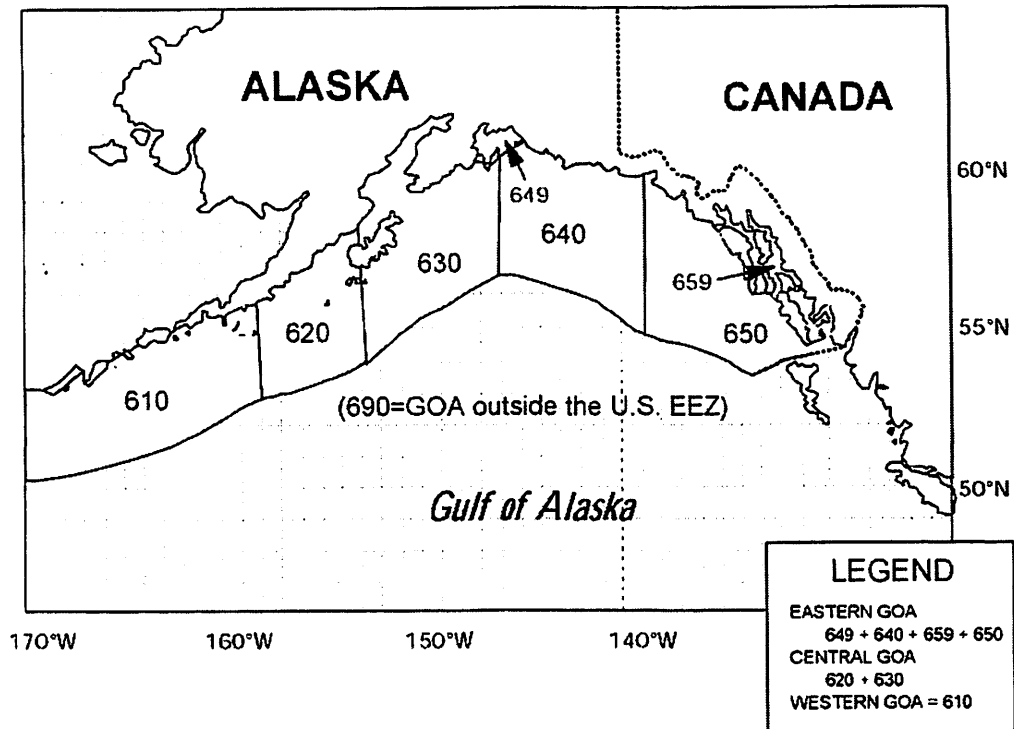 ALASKA
CANADA
60°N
649
640
630
659
620
650
55°N
610
(690=GOA outside the U.S. EEZ)
50°N
Gulf of Alaska
LEGEND
EASTERN GOA
649 + 640 + 659 + 650
CENTRAL GOA
620 + 630
WESTERN GOA = 610
170°W
160°W
150°W
140°W